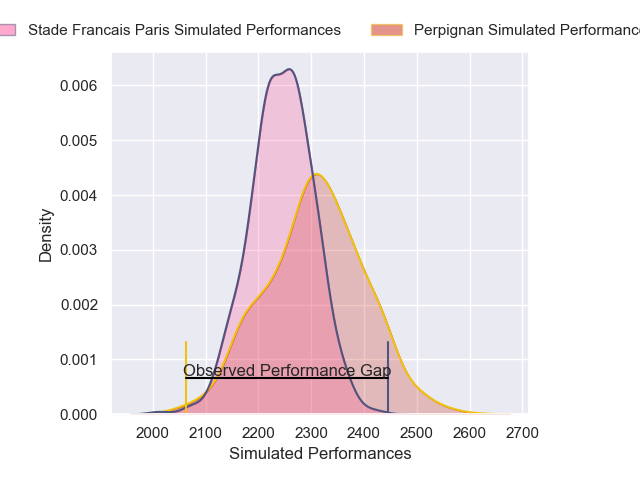 Stade Francais Paris Simulated Performances Perpignan Simulated Performance
0.006
0.005
0.004
0.003
0.002
0.001
0.000
Density
Observed Performance Gap
2000 2100 2200 2300 2400 2500 2600 2700
Simulated Performances